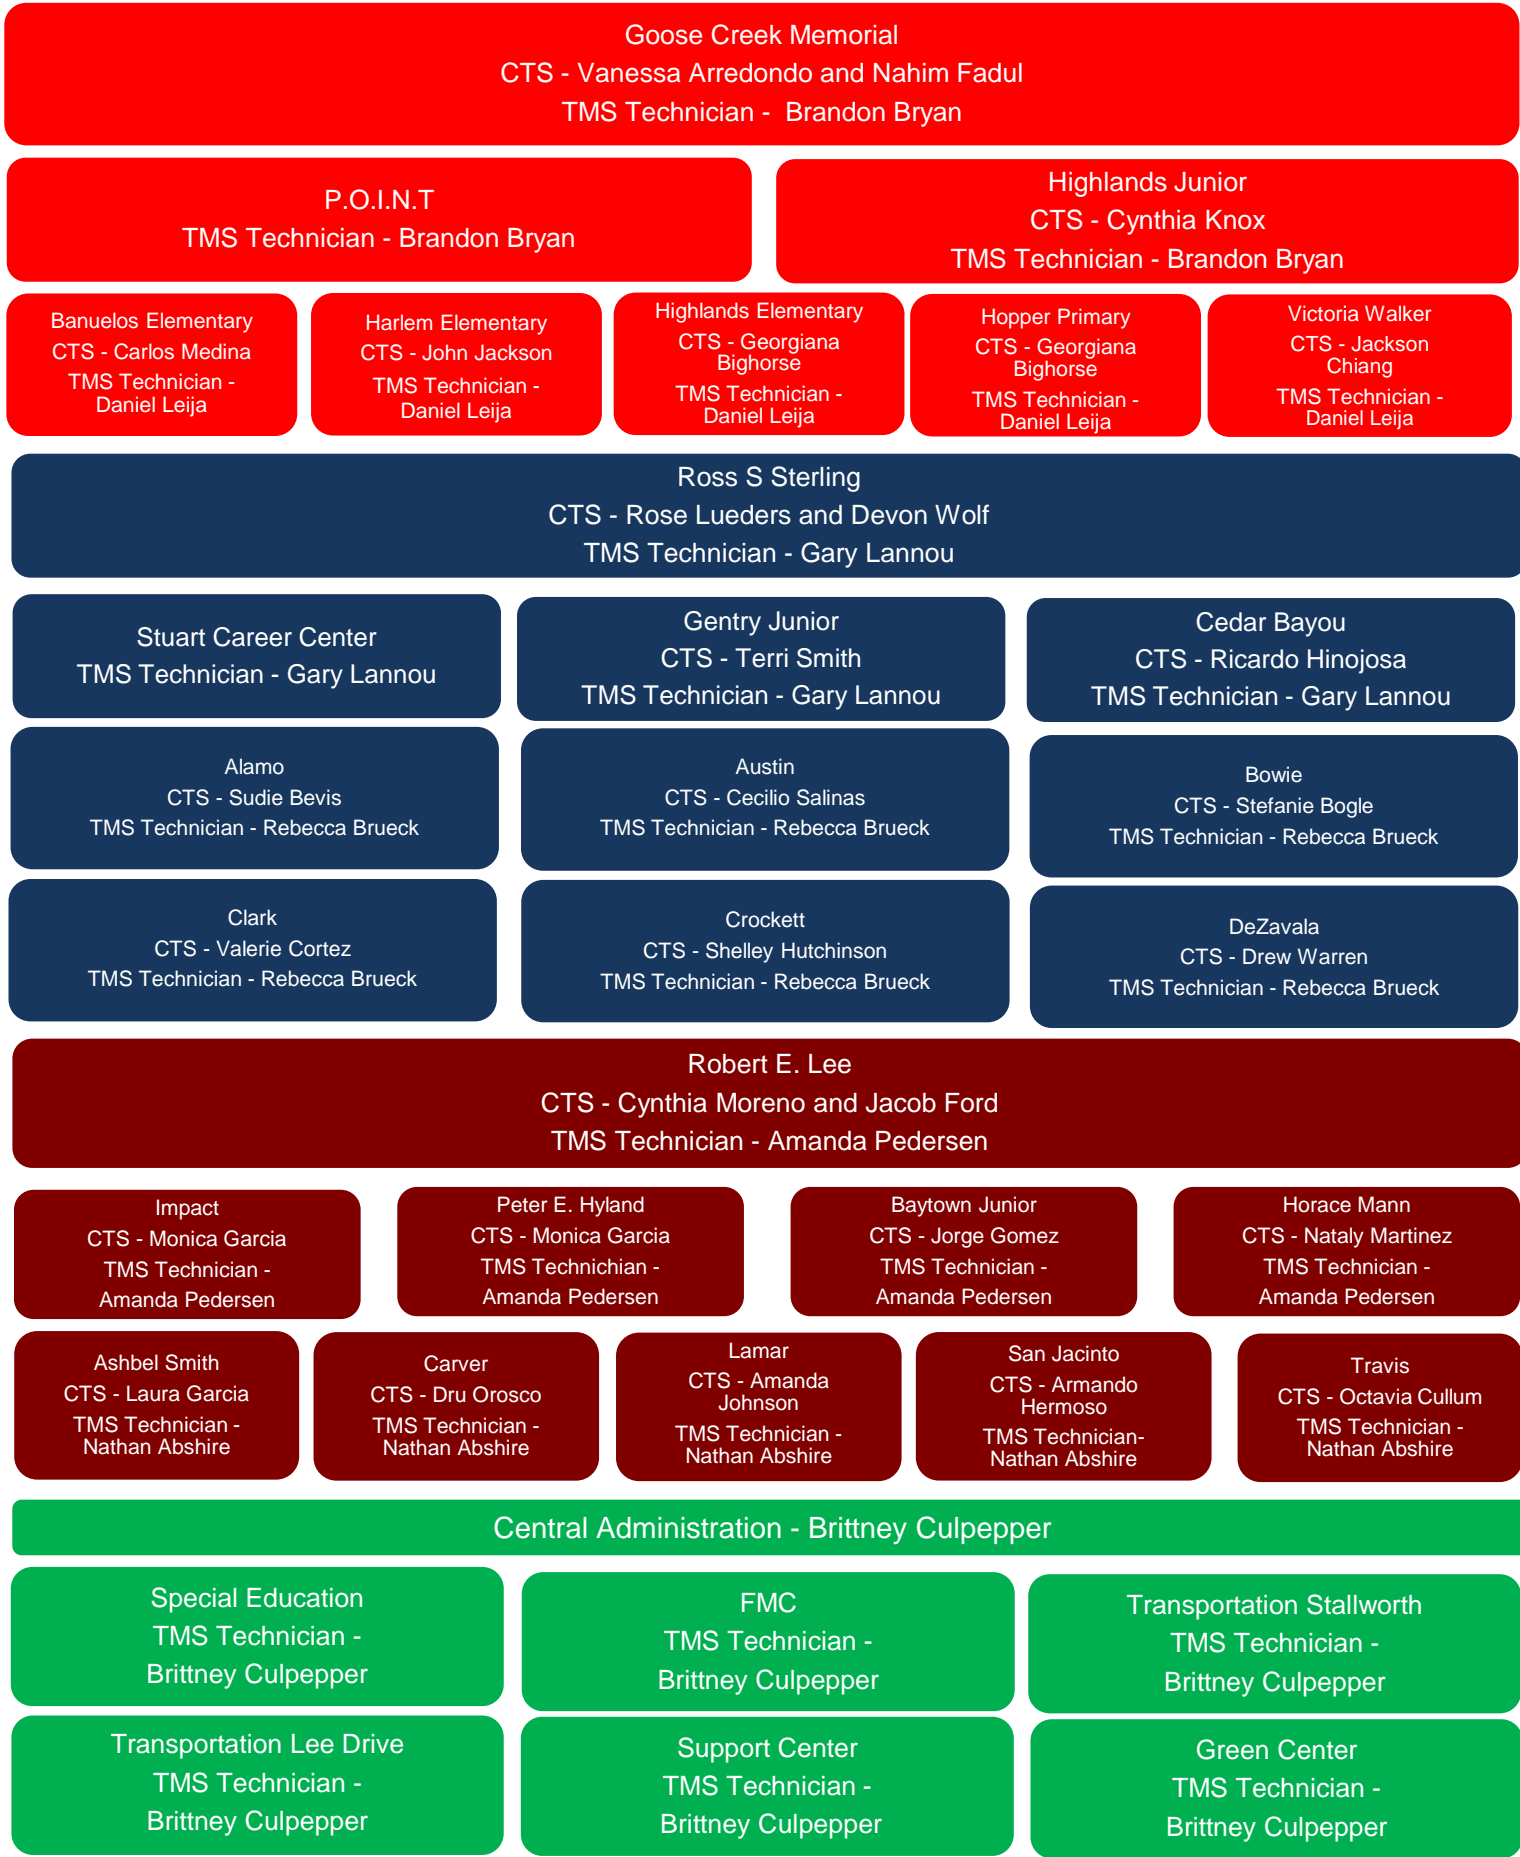 Goose Creek Memorial
CTS - Vanessa Arredondo and Nahim Fadul
TMS Technician - Brandon Bryan
P.O.I.N.T
TMS Technician - Brandon Bryan
Highlands Junior
CTS - Cynthia Knox
TMS Technician - Brandon Bryan
Banuelos Elementary
CTS - Carlos Medina
TMS Technician -
Daniel Leija
Harlem Elementary
CTS - John Jackson
TMS Technician -
Daniel Leija
Highlands Elementary
CTS - Georgiana
Bighorse
TMS Technician -
Daniel Leija
Hopper Primary
CTS - Georgiana
Bighorse
TMS Technician -
Daniel Leija
Victoria Walker
CTS - Jackson
Chiang
TMS Technician -
Daniel Leija
Ross S Sterling
CTS - Rose Lueders and Devon Wolf
TMS Technician - Gary Lannou
Stuart Career Center
TMS Technician - Gary Lannou
Gentry Junior
CTS - Terri Smith
TMS Technician - Gary Lannou
Cedar Bayou
CTS - Ricardo Hinojosa
TMS Technician - Gary Lannou
Alamo
CTS - Sudie Bevis
TMS Technician - Rebecca Brueck
Austin
CTS - Cecilio Salinas
TMS Technician - Rebecca Brueck
Bowie
CTS - Stefanie Bogle
TMS Technician - Rebecca Brueck
Clark
CTS - Valerie Cortez
TMS Technician - Rebecca Brueck
Crockett
CTS - Shelley Hutchinson
TMS Technician - Rebecca Brueck
DeZavala
CTS - Drew Warren
TMS Technician - Rebecca Brueck
Robert E. Lee
CTS - Cynthia Moreno and Jacob Ford
TMS Technician - Amanda Pedersen
Impact
CTS - Monica Garcia
TMS Technician -
Amanda Pedersen
Peter E. Hyland
CTS - Monica Garcia
TMS Technichian -
Amanda Pedersen
Baytown Junior
CTS - Jorge Gomez
TMS Technician -
Amanda Pedersen
Horace Mann
CTS - Nataly Martinez
TMS Technician -
Amanda Pedersen
Ashbel Smith
CTS - Laura Garcia
TMS Technician -
Nathan Abshire
Carver
CTS - Dru Orosco
TMS Technician -
Nathan Abshire
Lamar
CTS - Amanda
Johnson
TMS Technician -
Nathan Abshire
San Jacinto
CTS - Armando
Hermoso
TMS Technician-
Nathan Abshire
Travis
CTS - Octavia Cullum
TMS Technician -
Nathan Abshire
Central Administration - Brittney Culpepper
Special Education
TMS Technician -
Brittney Culpepper
FMC
TMS Technician -
Brittney Culpepper
Transportation Stallworth
TMS Technician -
Brittney Culpepper
Transportation Lee Drive
TMS Technician -
Brittney Culpepper
Support Center
TMS Technician -
Brittney Culpepper
Green Center
TMS Technician -
Brittney Culpepper